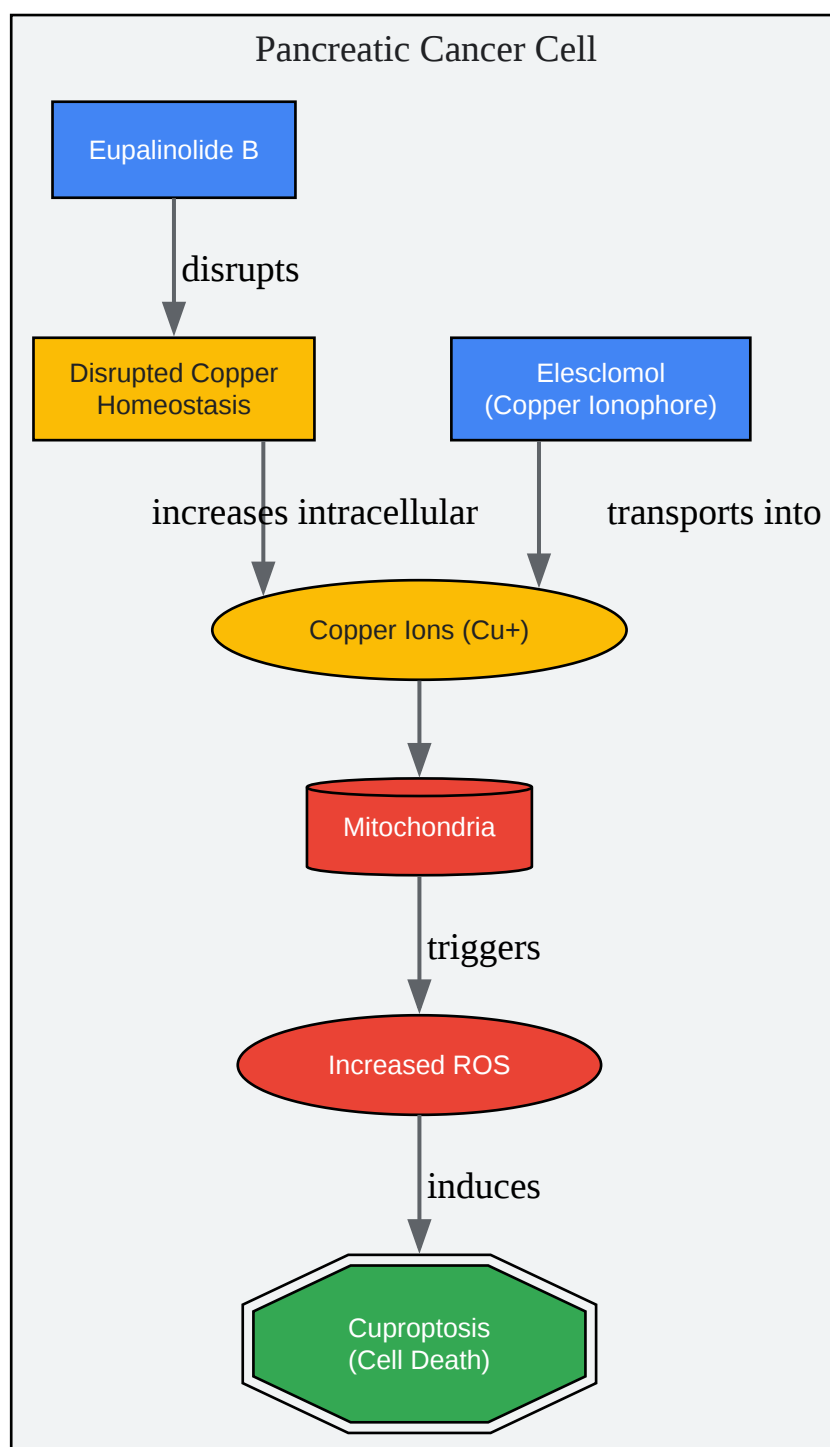 Pancreatic Cancer Cell
Eupalinolide B
disrupts
Disrupted Copper
Homeostasis
Elesclomol
(Copper Ionophore)
increases intracellular
transports into
Copper Ions (Cu+)
Mitochondria
triggers
Increased ROS
induces
Cuproptosis
(Cell Death)